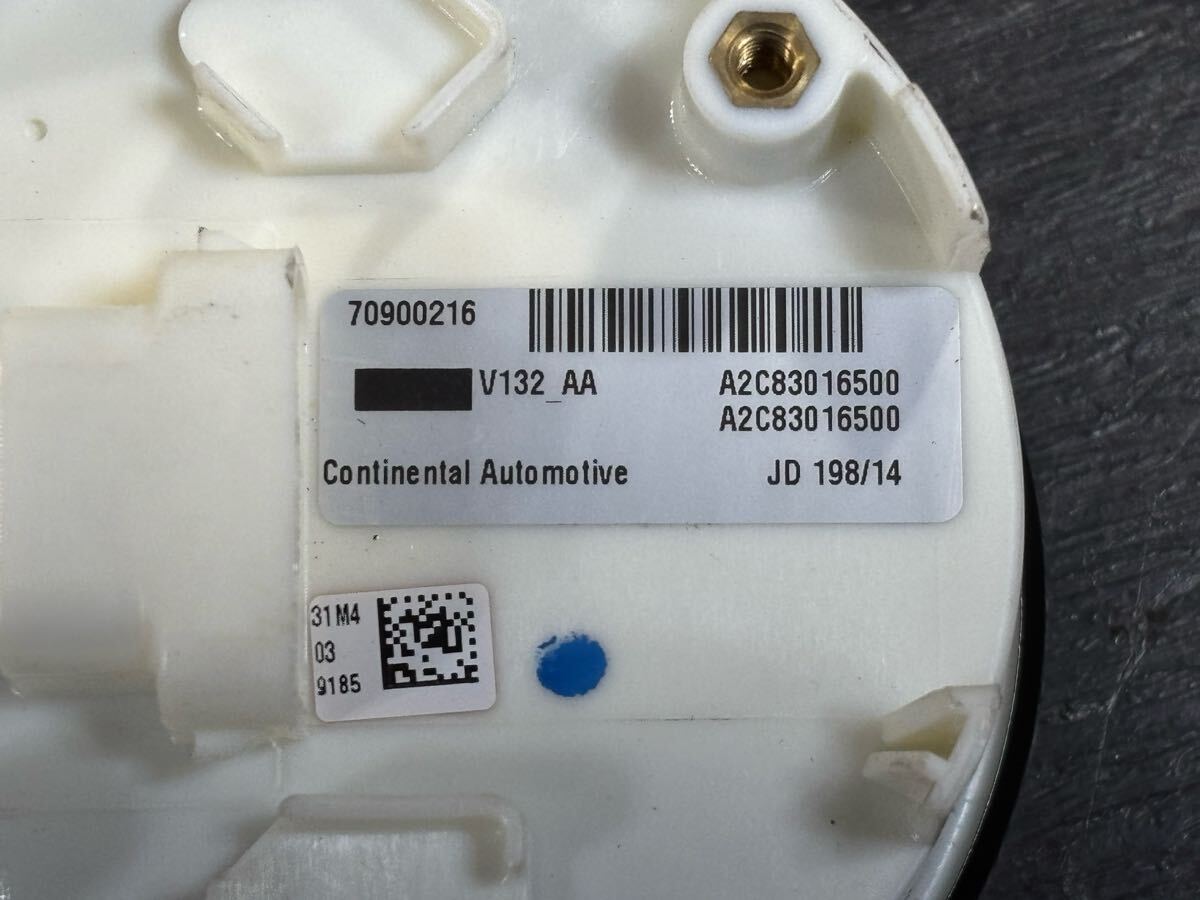 70900216
V132_AA A2C83016500
A2C83016500
Continental Automotive JD 198/14
31M4
03
9185